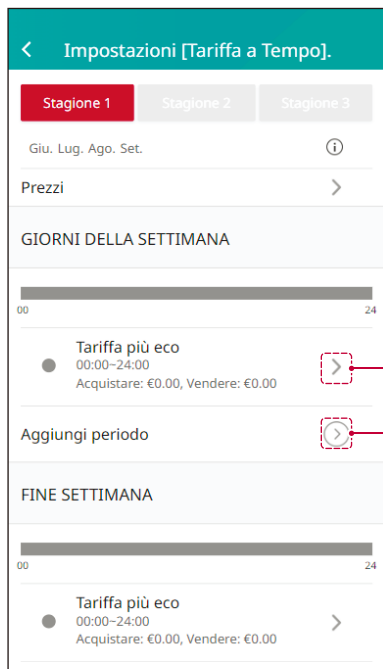 Impostazioni [Tariffa a Tempo].
Stagione 1 Stagione 2 Stagione 3
Giu. Lug. Ago. Set.
Prezzi
GIORNI DELLA SETTIMANA
00 24
Tariffa più eco
00:00~24:00
Acquistare: €0.00, Vendere: €0.00
Aggiungi periodo
FINE SETTIMANA
00 24
Tariffa più eco
00:00~24:00
Acquistare: €0.00, Vendere: €0.00